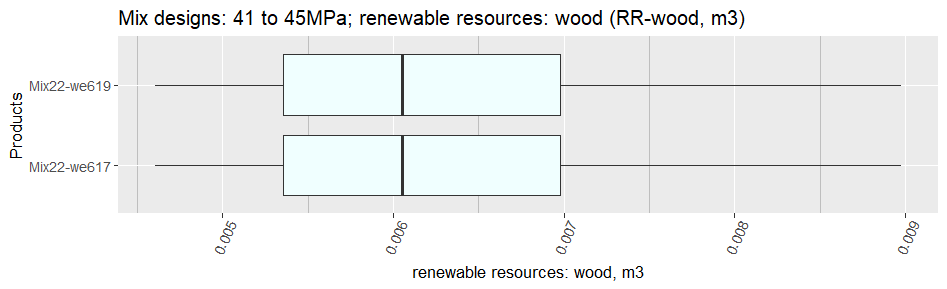 Mix designs: 41 to 45MPa; renewable resources: wood (RR-wood, m3)
Products
Mix22-we619
Mix22-we617
0.005
0.006
0.007
0.008
0.009
renewable resources: wood, m3